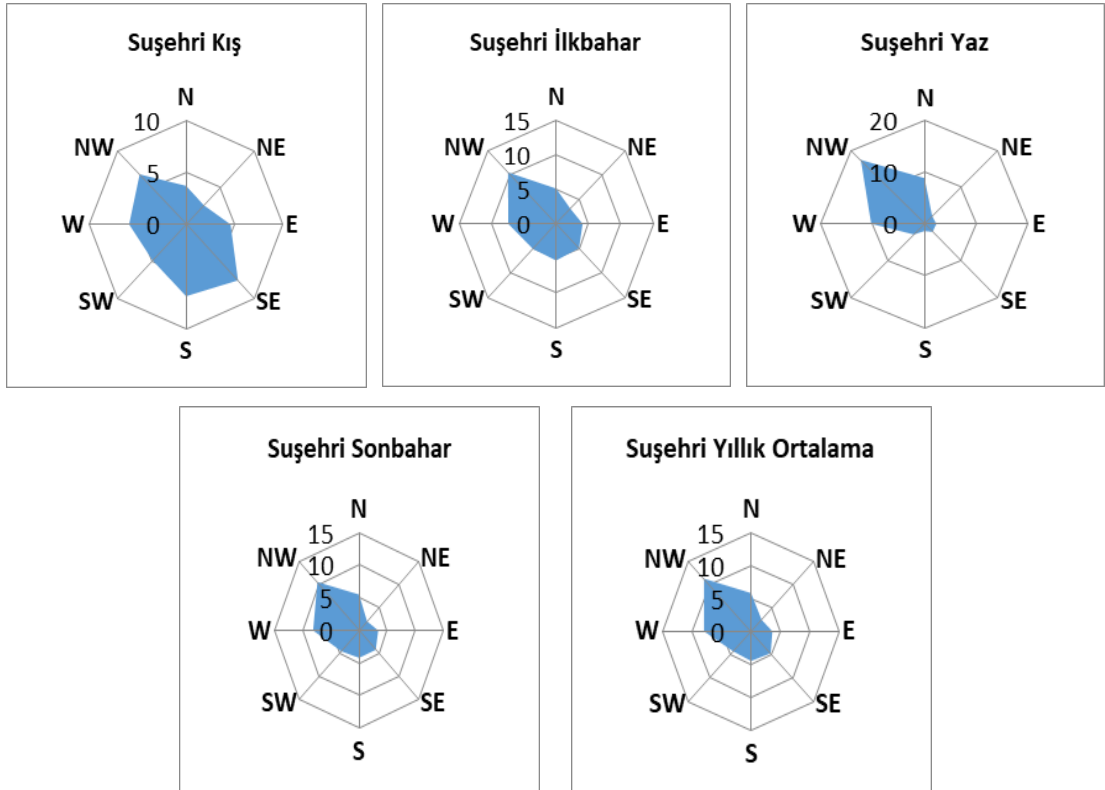 Suşehri Kış
N
10
NW
NE
5
W
0
E
SW
SE
S
Suşehri İlkbahar
N
15
NW
10
NE
5
W
0
E
SW
SE
S
Suşehri Yaz
N
20
NW
NE
10
W
0
E
SW
SE
S
Suşehri Sonbahar
N
15
NW
NE
10
5
W
0
E
SW
SE
S
Suşehri Yıllık Ortalama
N
15
NW
NE
10
5
W
0
E
SW
SE
S